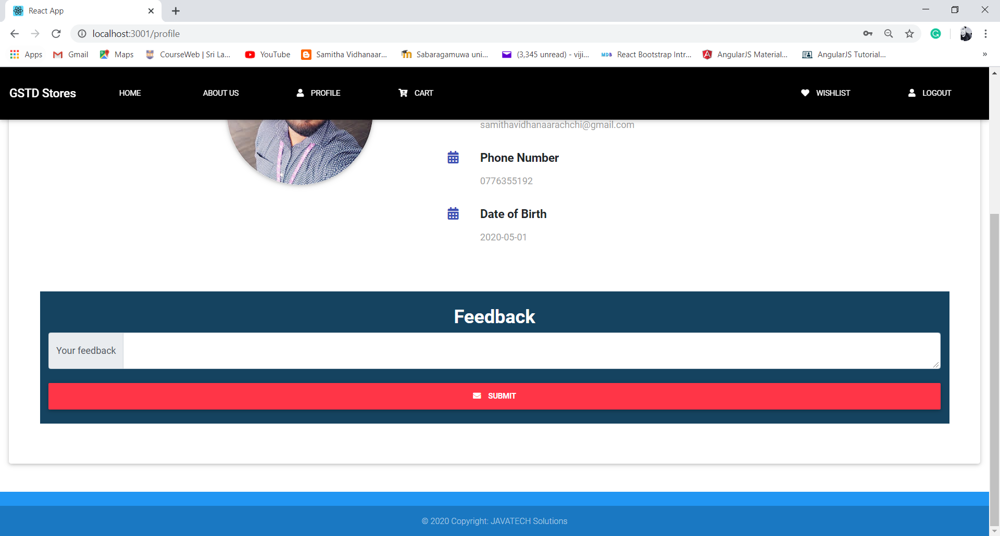 React App
localhost:3001/profile
Apps Gmail Maps CourseWeb | Sri La... YouTube Samitha Vidhanaar... Sabaragamuwa uni... (3,345 unread) - viji... MDB React Bootstrap Intr... AngularJS Material... AngularJS Tutorial... »
GSTD Stores HOME ABOUT US PROFILE CART WISHLIST LOGOUT
samithavidhanaarachchi@gmail.com
Phone Number
0776355192
Date of Birth
2020-05-01
Feedback
Your feedback
SUBMIT
© 2020 Copyright: JAVATECH Solutions